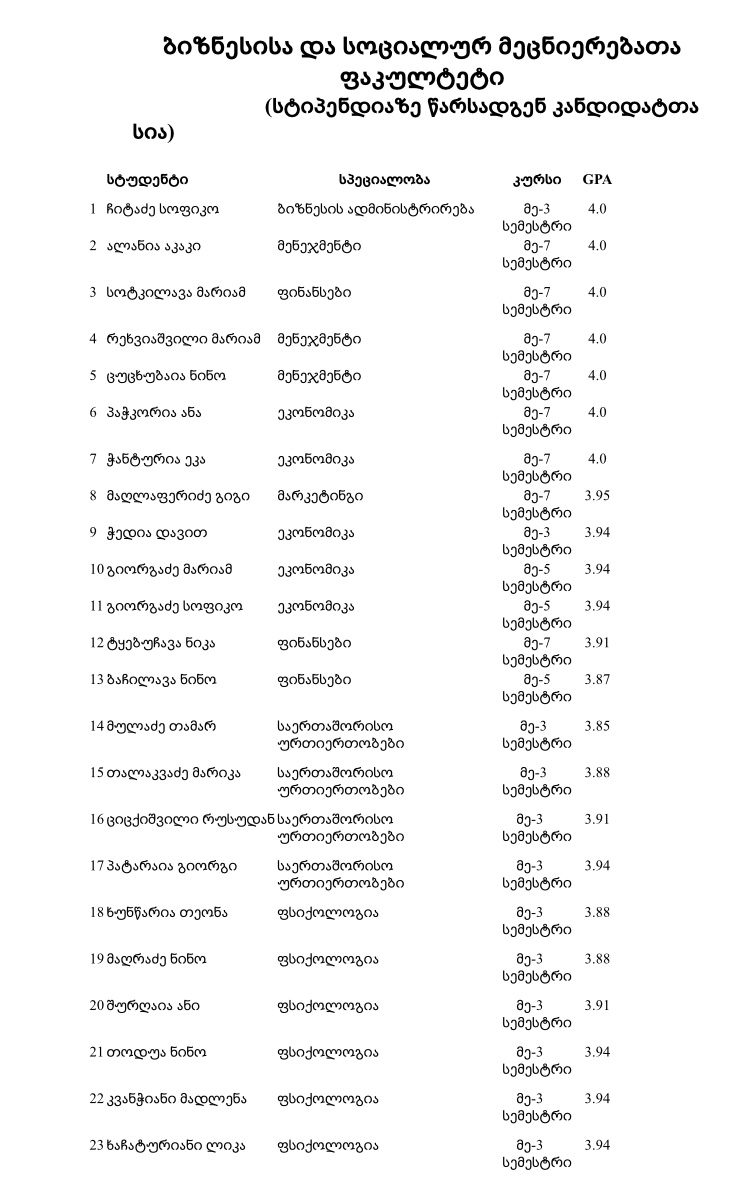 ბიზნესისა და სოციალურ მეცნიერებათა
ფაკულტეტი
(სტიპენდიაზე წარსადგენ კანდიდატთა
სია)
სტუდენტი სპეციალობა კურსი GPA
1 ჩიტაძე სოფიკო ბიზნესის ადმინისტრირება მე-3 4.0
სემესტრი
2 ალანია აკაკი მენეჯმენტი მე-7 4.0
სემესტრი
3 სოტკილავა მარიამ ფინანსები მე-7 4.0
სემესტრი
4 რეხვიაშვილი მარიამ მენეჯმენტი მე-7 4.0
სემესტრი
5 ცუცხუბაია ნინო მენეჯმენტი მე-7 4.0
სემესტრი
6 პაჭკორია ანა ეკონომიკა მე-7 4.0
სემესტრი
7 ჭანტურია ეკა ეკონომიკა მე-7 4.0
სემესტრი
8 მაღლაფერიძე გიგი მარკეტინგი მე-7 3.95
სემესტრი
9 ჭედია დავით ეკონომიკა მე-3 3.94
სემესტრი
10 გიორგაძე მარიამ ეკონომიკა მე-5 3.94
სემესტრი
11 გიორგაძე სოფიკო ეკონომიკა მე-5 3.94
სემესტრი
12 ტყებუჩავა ნიკა ფინანსები მე-7 3.91
სემესტრი
13 ბაჩილავა ნინო ფინანსები მე-5 3.87
სემესტრი
14 მულაძე თამარ საერთაშორისო მე-3 3.85
ურთიერთობები სემესტრი
15 თალაკვაძე მარიკა საერთაშორისო მე-3 3.88
ურთიერთობები სემესტრი
16 ციცქიშვილი რუსუდან საერთაშორისო მე-3 3.91
ურთიერთობები სემესტრი
17 პატარაია გიორგი საერთაშორისო მე-3 3.94
ურთიერთობები სემესტრი
18 ხუნწარია თეონა ფსიქოლოგია მე-3 3.88
სემესტრი
19 მაღრაძე ნინო ფსიქოლოგია მე-3 3.88
სემესტრი
20 შურღაია ანი ფსიქოლოგია მე-3 3.91
სემესტრი
21 თოდუა ნინო ფსიქოლოგია მე-3 3.94
სემესტრი
22 კვანჭიანი მადლენა ფსიქოლოგია მე-3 3.94
სემესტრი
23 ხაჩატურიანი ლიკა ფსიქოლოგია მე-3 3.94
სემესტრი